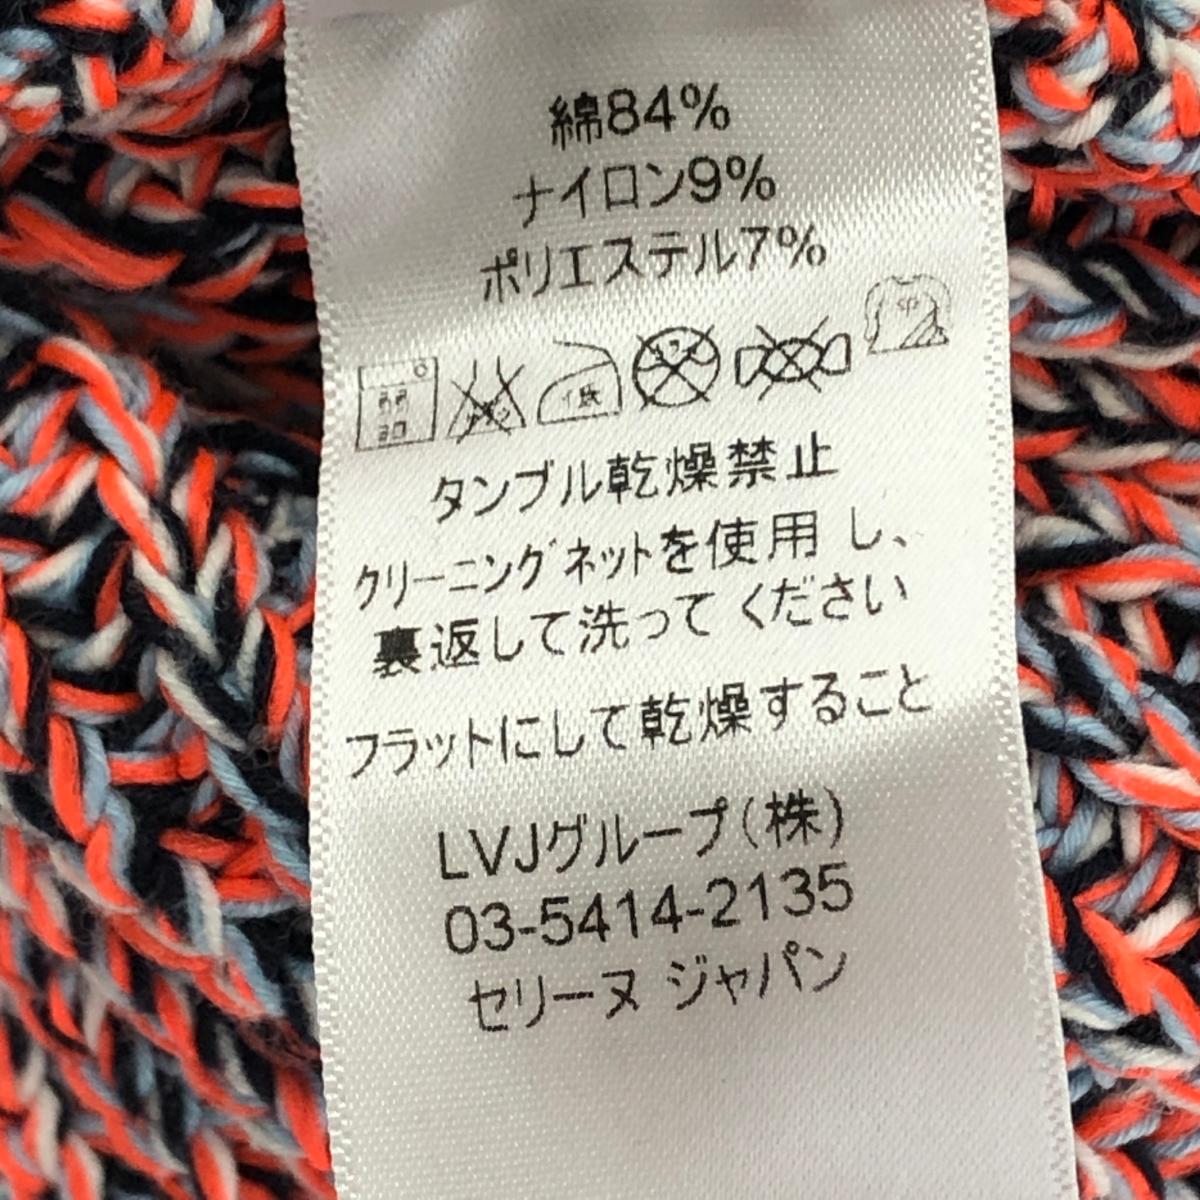 綿84%
ナイロン9%
ポリエステル7%
タンブル乾燥禁止
クリーニングネットを使用し、
裏返して洗ってください
フラットにして乾燥すること
LVJグループ(株)
03-5414-2135
セリーヌ ジャパン